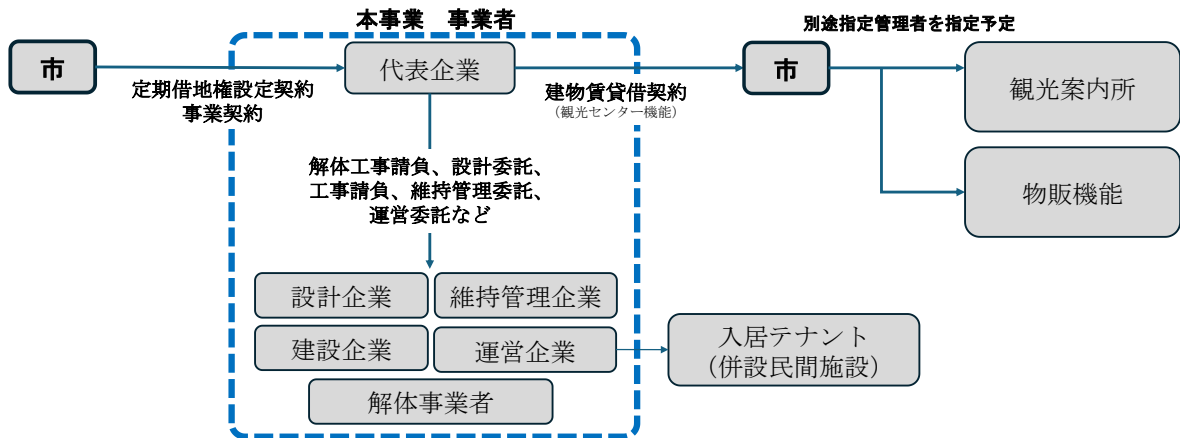 本事業　事業者
別途指定管理者を指定予定
市
代表企業
市
観光案内所
定期借地権設定契約
事業契約
建物賃貸借契約
（観光センター機能）
解体工事請負、設計委託、
工事請負、維持管理委託、
運営委託など
物販機能
設計企業
維持管理企業
建設企業
運営企業
入居テナント
（併設民間施設）
解体事業者